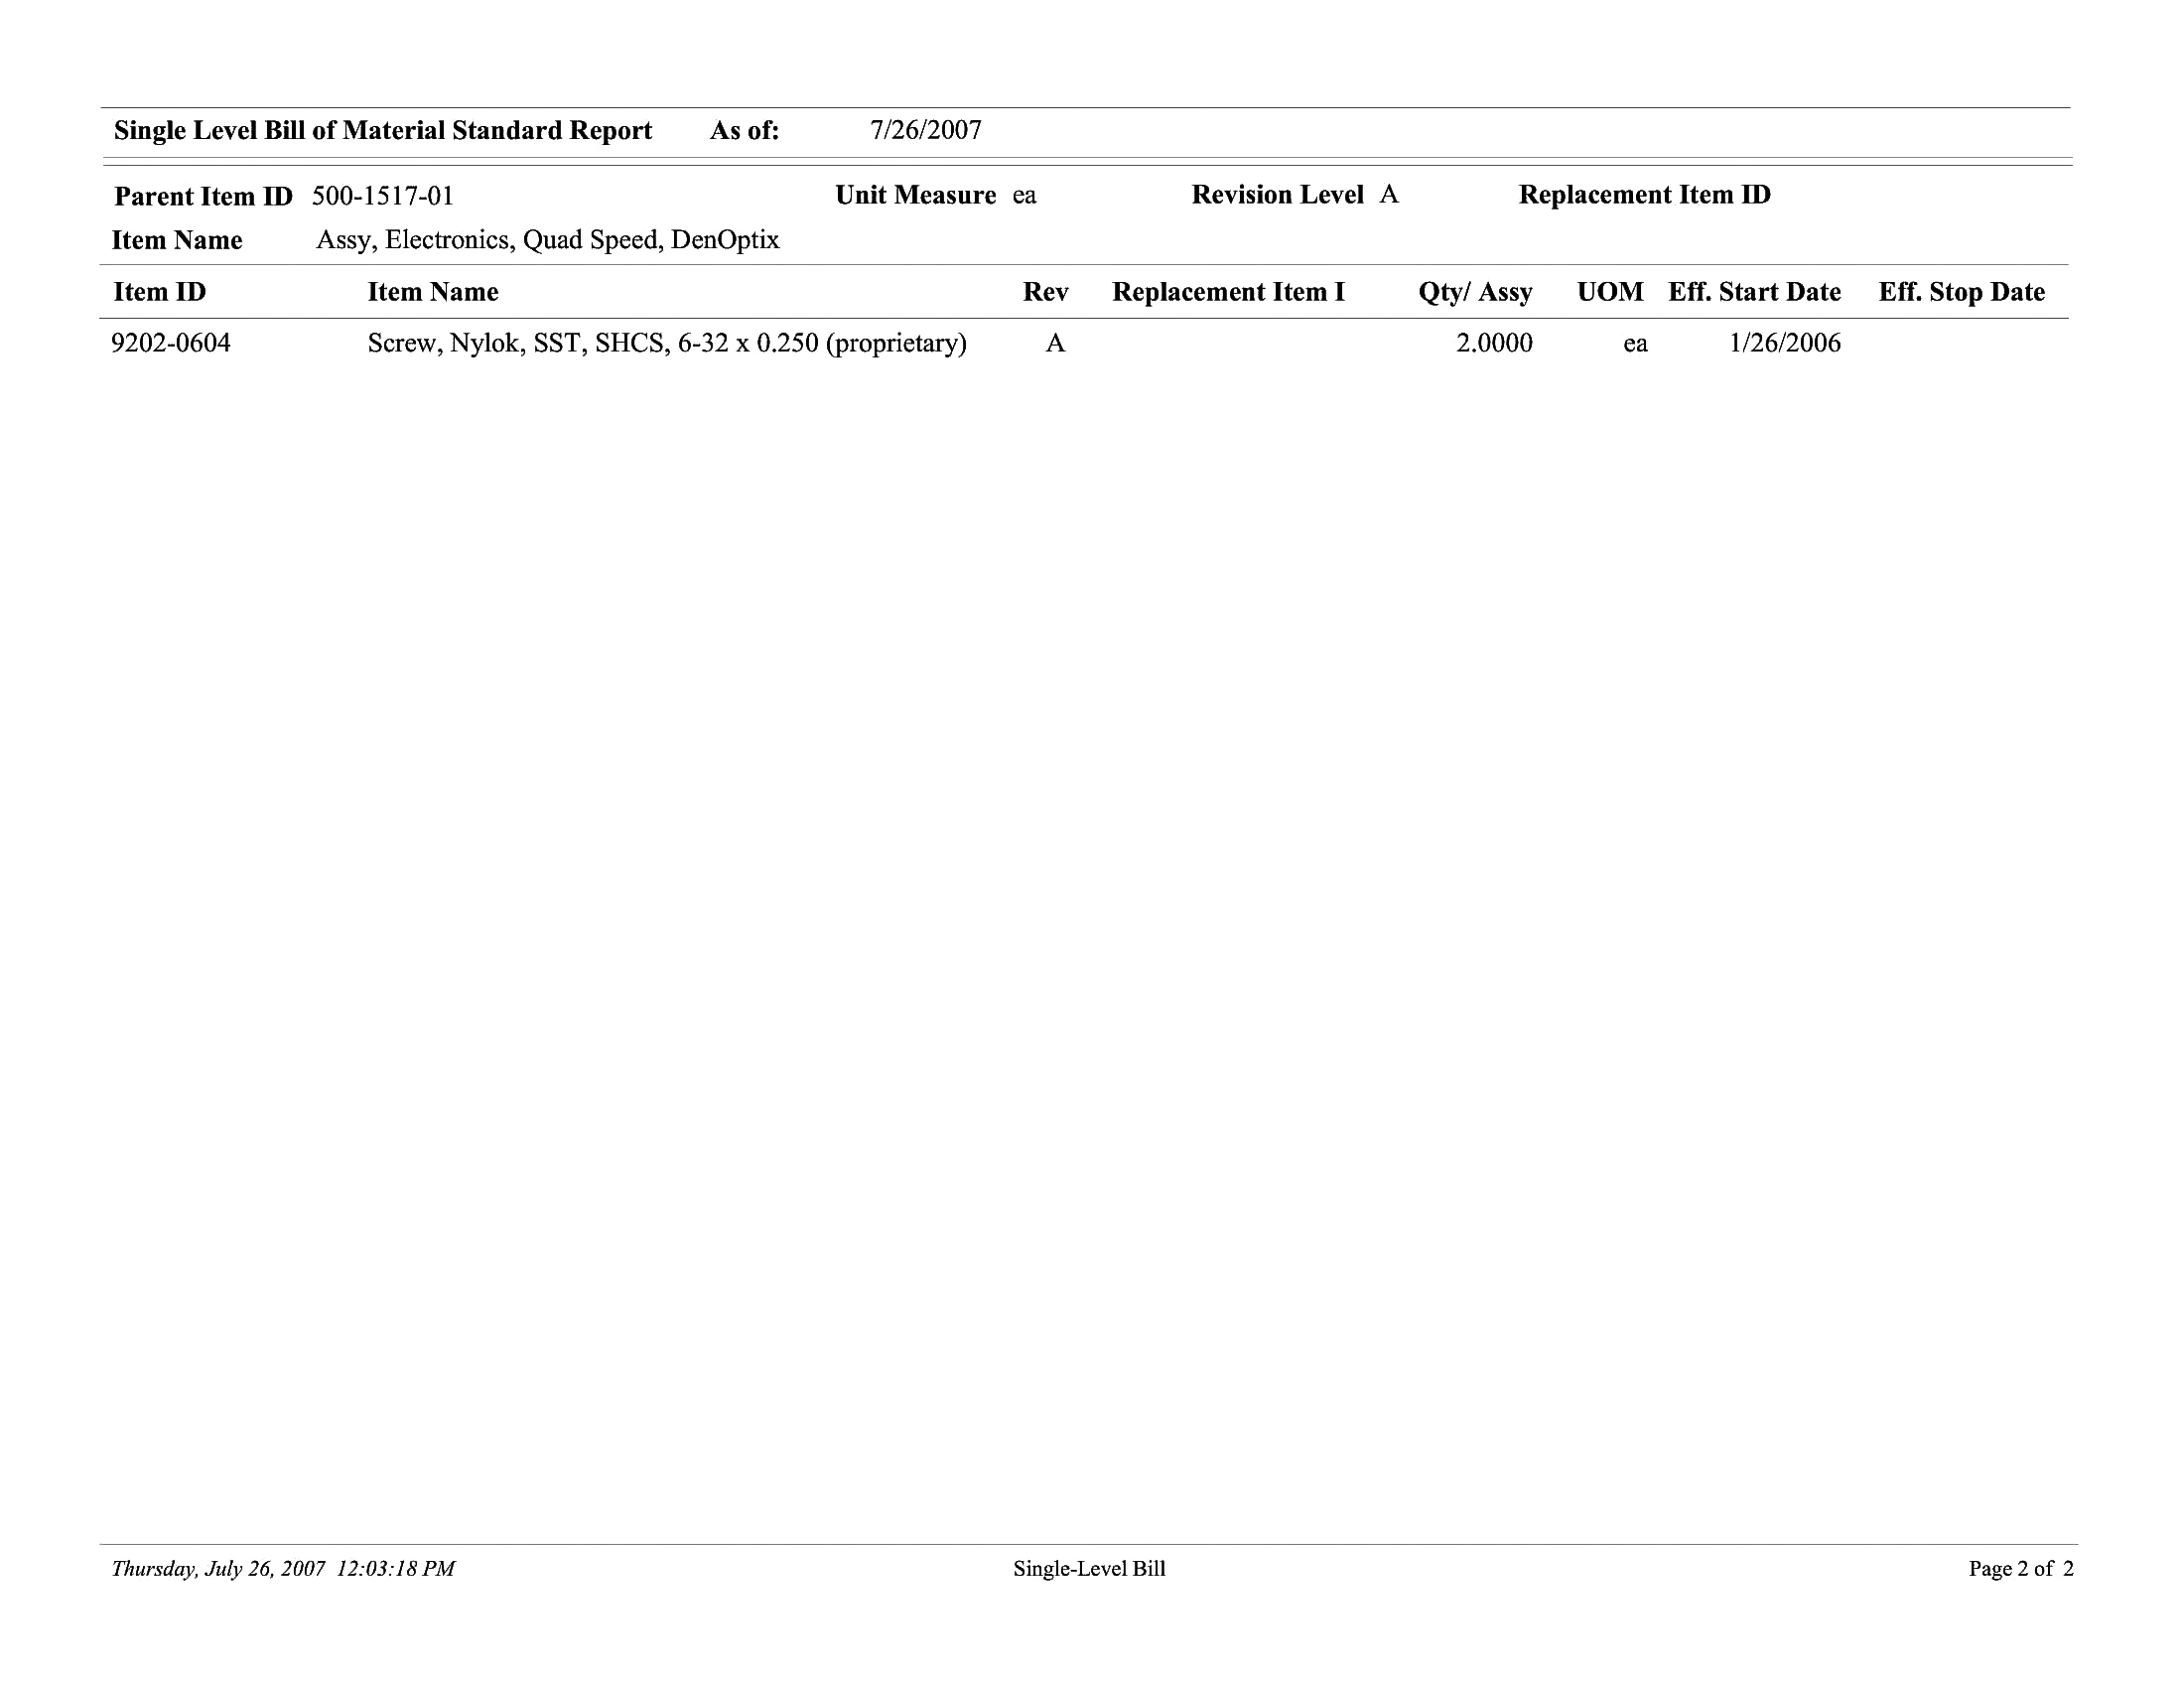 Single Level Bill of Material Standard Report As of: 7/26/2007
Parent Item ID 500-1517-01 Unit Measure ea Revision Level A Replacement Item ID
Item Name Assy, Electronics, Quad Speed, DenOptix
Item ID Item Name Rev Replacement Item I Qty/ Assy UOM Eff. Start Date Eff. Stop Date
9202-0604 Screw, Nylok, SST, SHCS, 6-32 x 0.250 (proprietary) A 2.0000 ea 1/26/2006
Thursday, July 26, 2007 12:03:18 PM Single-Level Bill Page 2 of 2